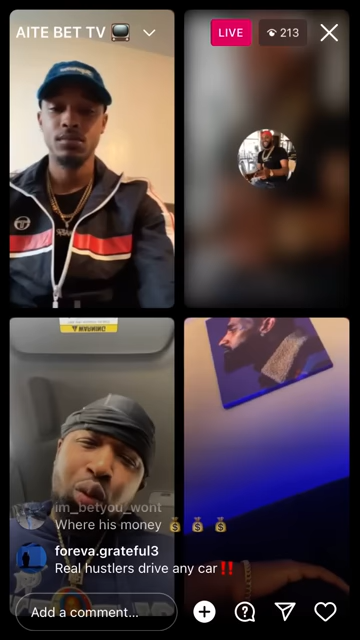 AITE BET TV 📺
LIVE
213
im_betyou_wont
Where his money 💰 💰 💰
foreva.grateful3
Real hustlers drive any car‼️
Add a comment...